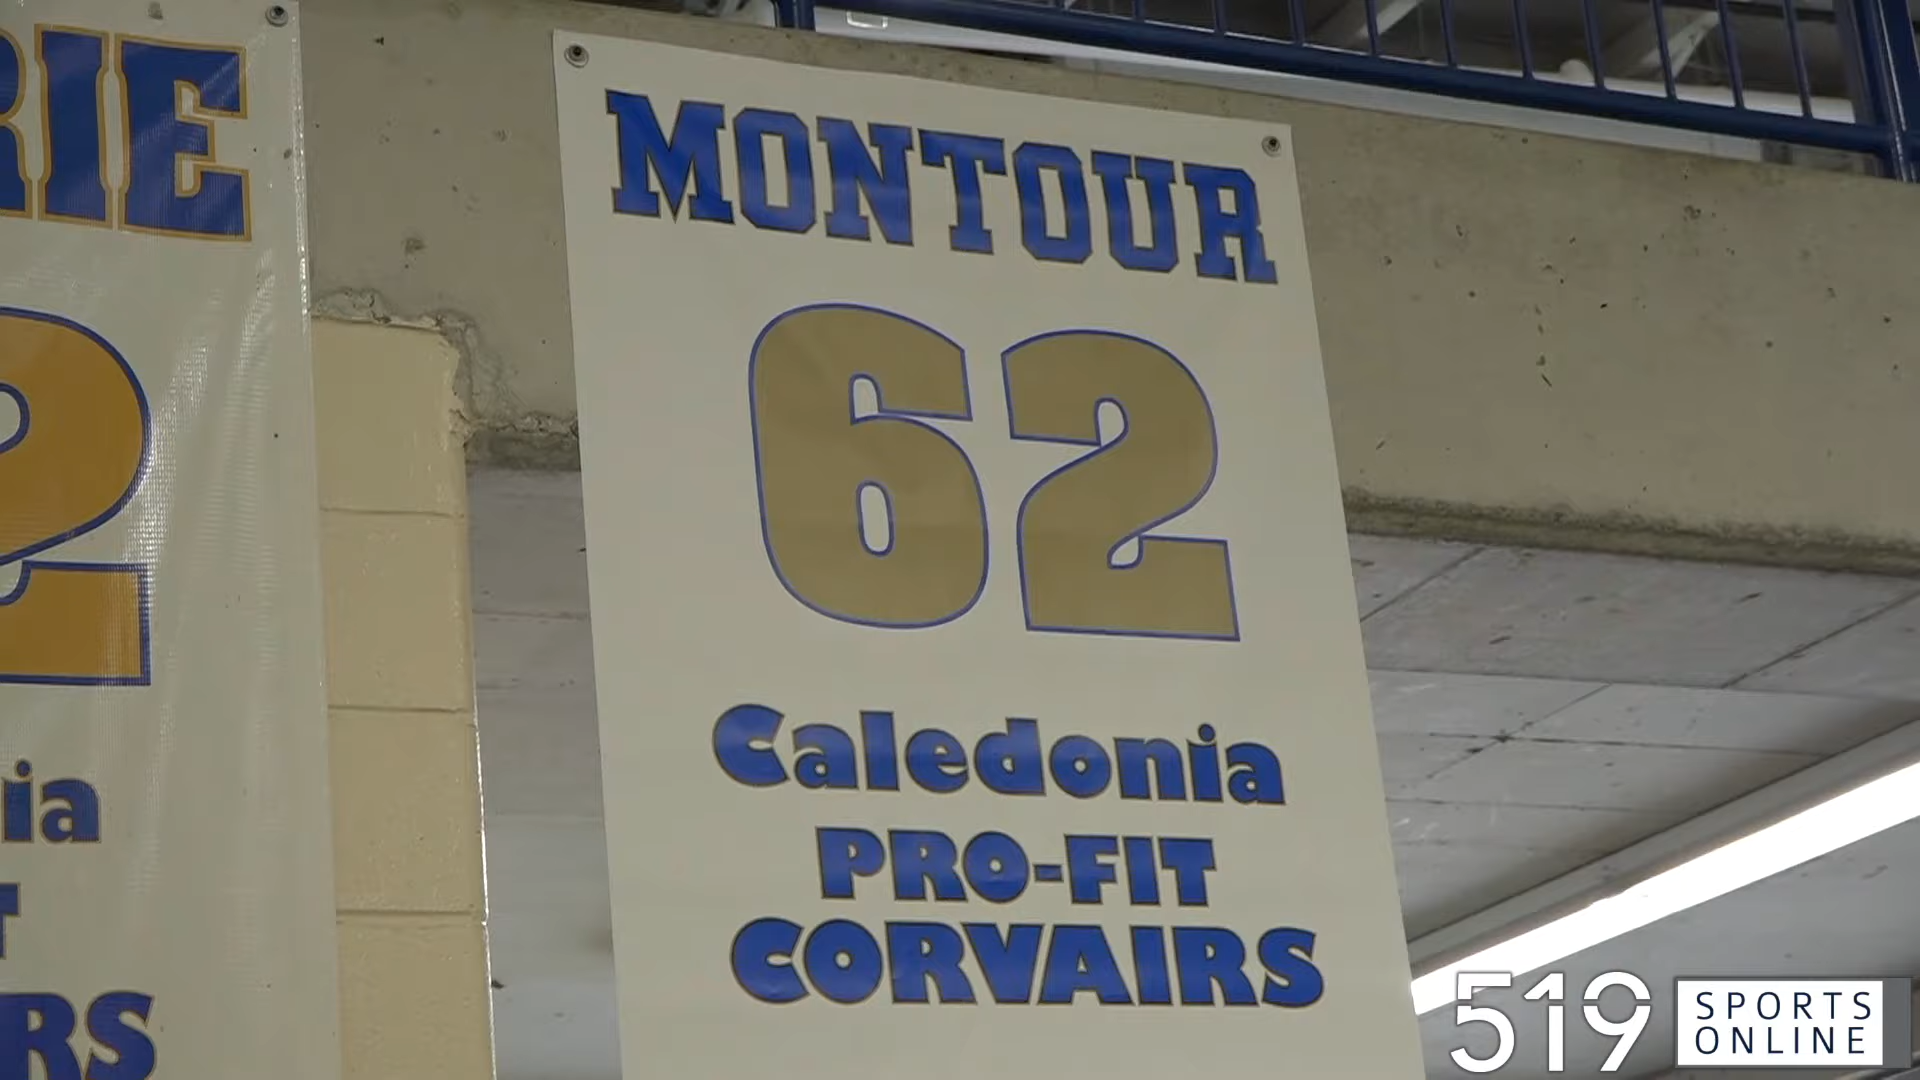 RIE
2
ia
T
RS
MONTOUR
62
Caledonia
PRO-FIT
CORVAIRS
519 SPORTS
ONLINE